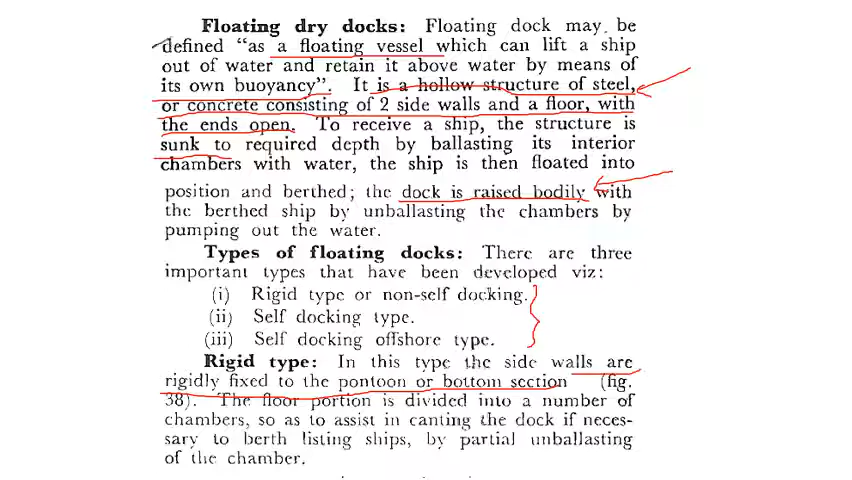 Floating dry docks: Floating dock may be
defined "as a floating vessel which can lift a ship
out of water and retain it above water by means of
its own buoyancy". It is a hollow structure of steel,
or concrete consisting of 2 side walls and a floor, with
the ends open. To receive a ship, the structure is
sunk to required depth by ballasting its interior
chambers with water, the ship is then floated into
position and berthed; the dock is raised bodily with
the berthed ship by unballasting the chambers by
pumping out the water.
Types of floating docks: There are three
important types that have been developed viz:
(i) Rigid type or non-self docking.
(ii) Self docking type.
(iii) Self docking offshore type.
Rigid type: In this type the side walls are
rigidly fixed to the pontoon or bottom section (fig.
38). The floor portion is divided into a number of
chambers, so as to assist in canting the dock if neces-
sary to berth listing ships, by partial unballasting
of the chamber.